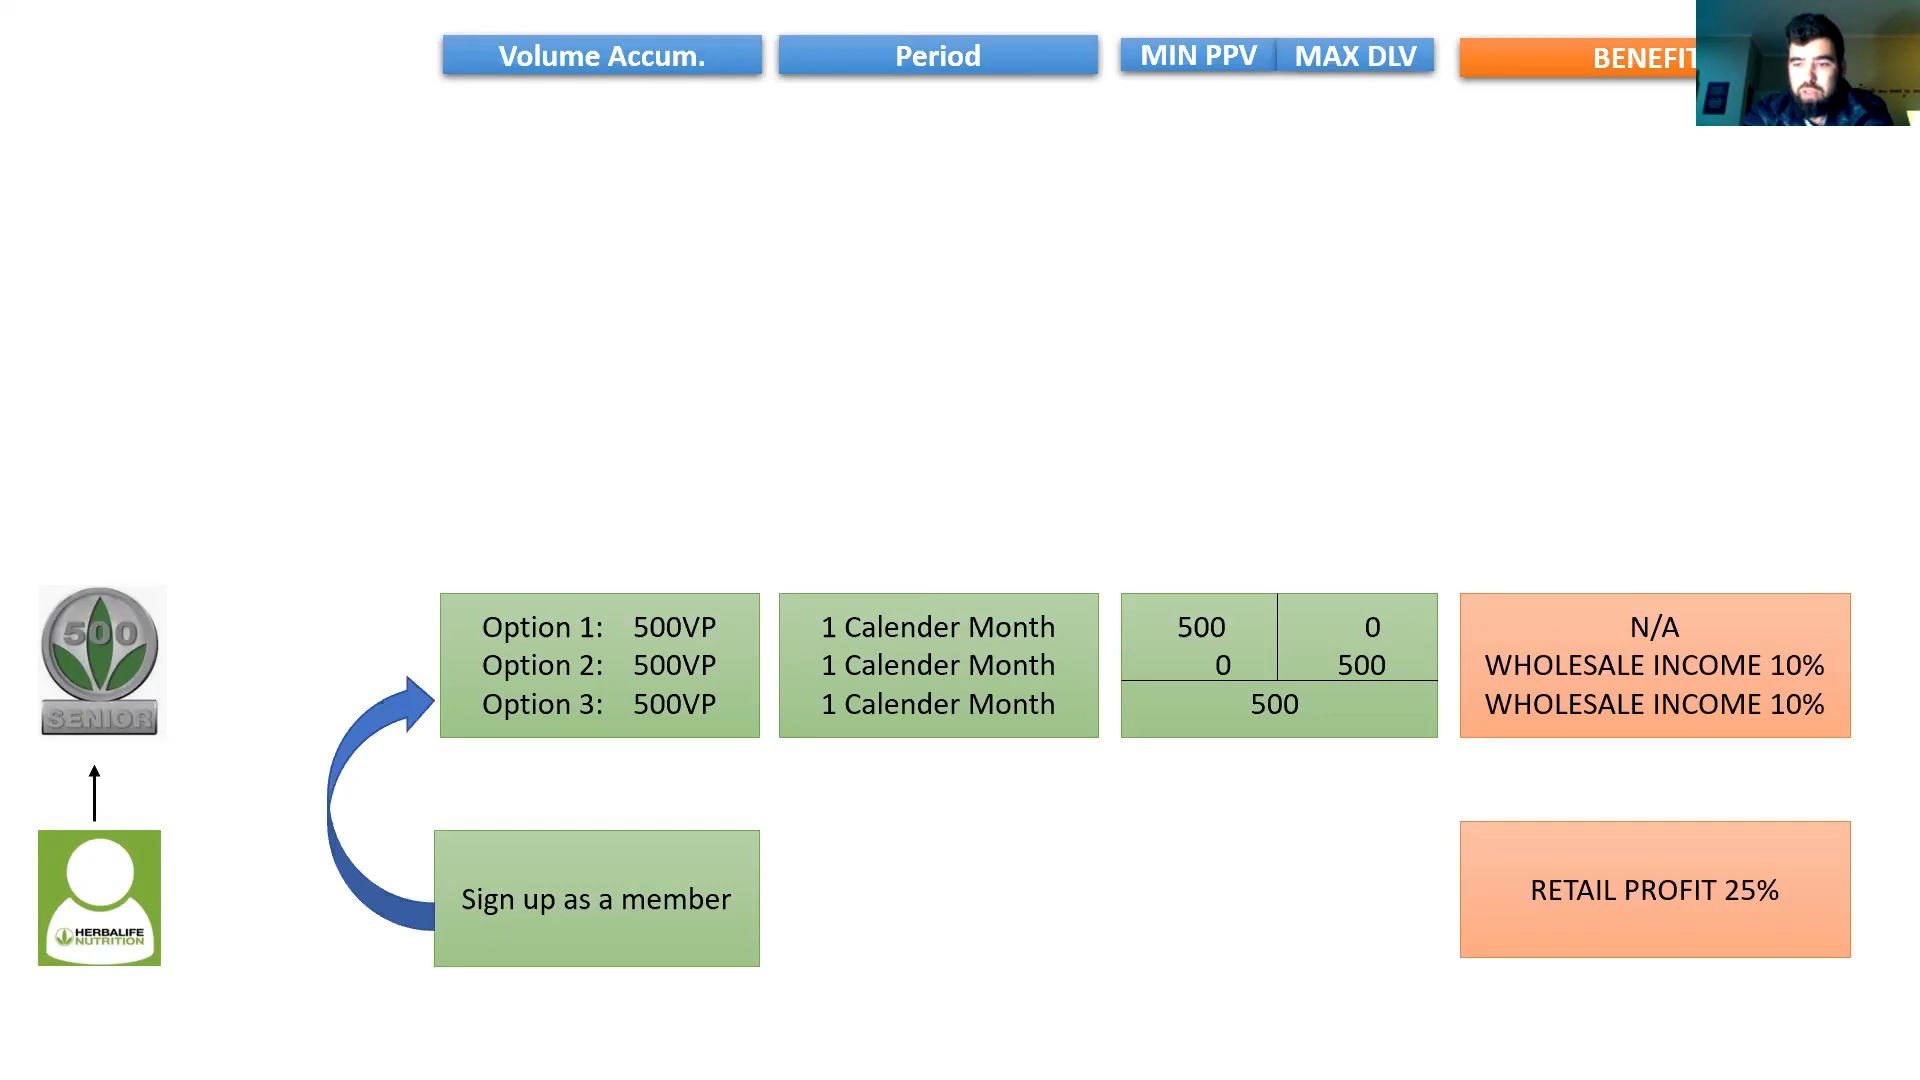 Volume Accum. Period MIN PPV MAX DLV BENEFIT
500 SENIOR
Option 1: 500VP 1 Calender Month 500 0 N/A
Option 2: 500VP 1 Calender Month 0 500 WHOLESALE INCOME 10%
Option 3: 500VP 1 Calender Month 500 WHOLESALE INCOME 10%
HERBALIFE
NUTRITION
Sign up as a member
RETAIL PROFIT 25%